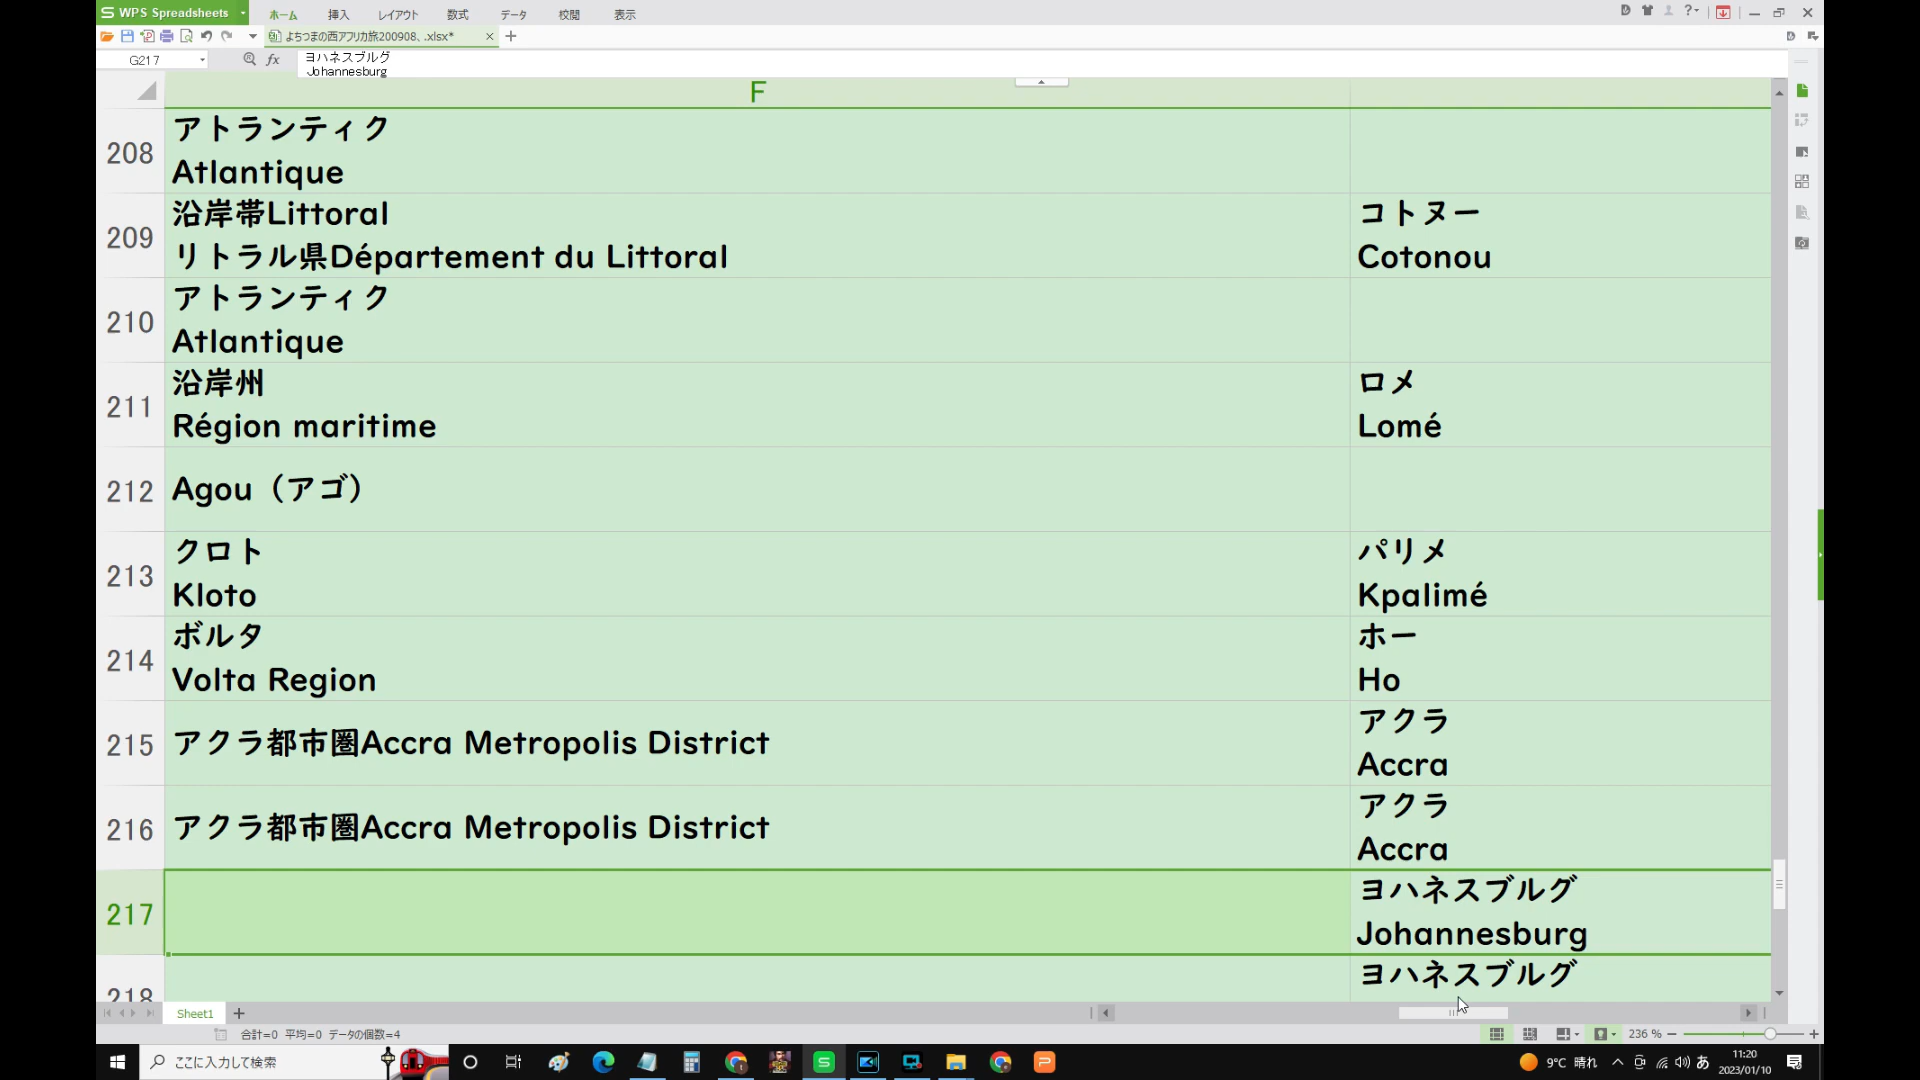 WPS Spreadsheets
ホーム 挿入 レイアウト 数式 データ 校閲 表示
よちつまの西アフリカ旅200908、.xlsx*
G217
fx
ヨハネスブルグ
Johannesburg
F
208
アトランティク
Atlantique
209
沿岸帯Littoral
リトラル県Département du Littoral
コトヌー
Cotonou
210
アトランティク
Atlantique
211
沿岸州
Région maritime
ロメ
Lomé
212
Agou（アゴ）
213
クロト
Kloto
パリメ
Kpalimé
214
ボルタ
Volta Region
ホー
Ho
215
アクラ都市圏Accra Metropolis District
アクラ
Accra
216
アクラ都市圏Accra Metropolis District
アクラ
Accra
217
ヨハネスブルグ
Johannesburg
218
ヨハネスブルグ
Sheet1
合計=0 平均=0 データの個数=4
236 %
ここに入力して検索
9°C 晴れ
あ
11:20
2023/01/10